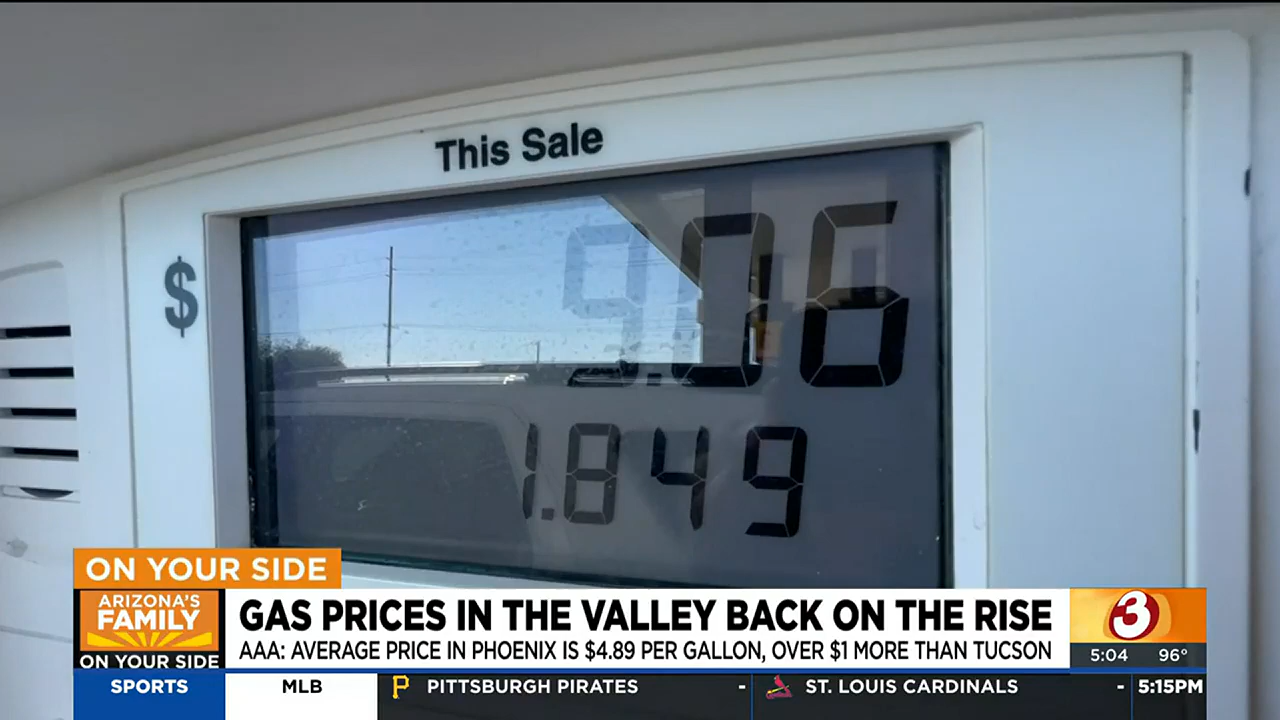 This Sale
$
9.06
1.849
ON YOUR SIDE
ARIZONA'S
FAMILY
ON YOUR SIDE
GAS PRICES IN THE VALLEY BACK ON THE RISE
AAA: AVERAGE PRICE IN PHOENIX IS $4.89 PER GALLON, OVER $1 MORE THAN TUCSON
3
5:04 96°
SPORTS MLB P PITTSBURGH PIRATES - ST. LOUIS CARDINALS - 5:15PM